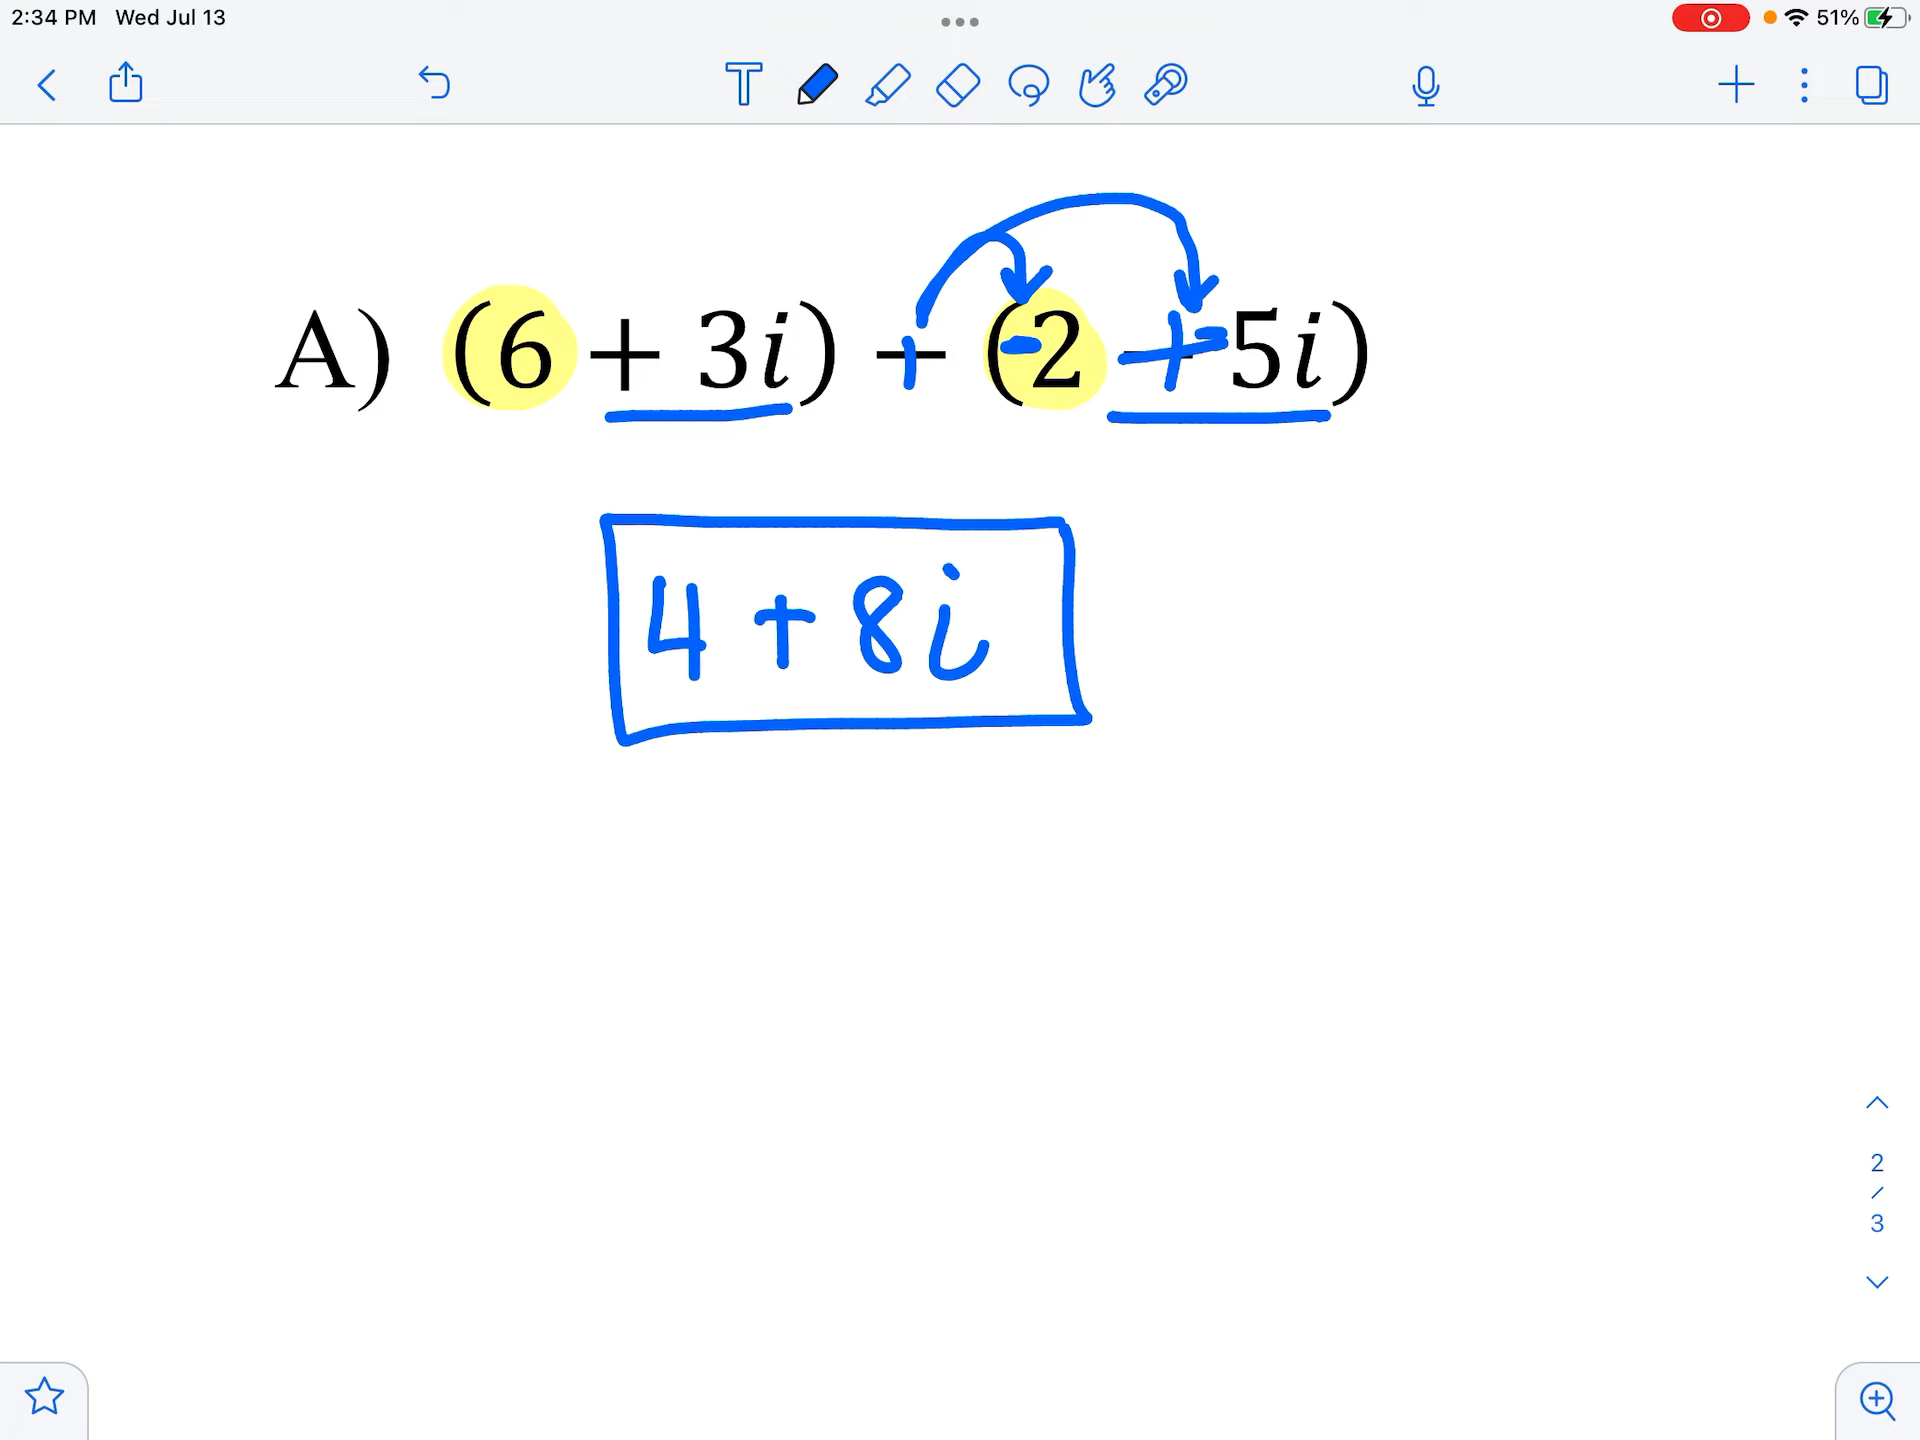 2:34 PM Wed Jul 13
51%
T
A) (6 + 3i) + (-2 + -5i)
4 + 8i
2
/
3